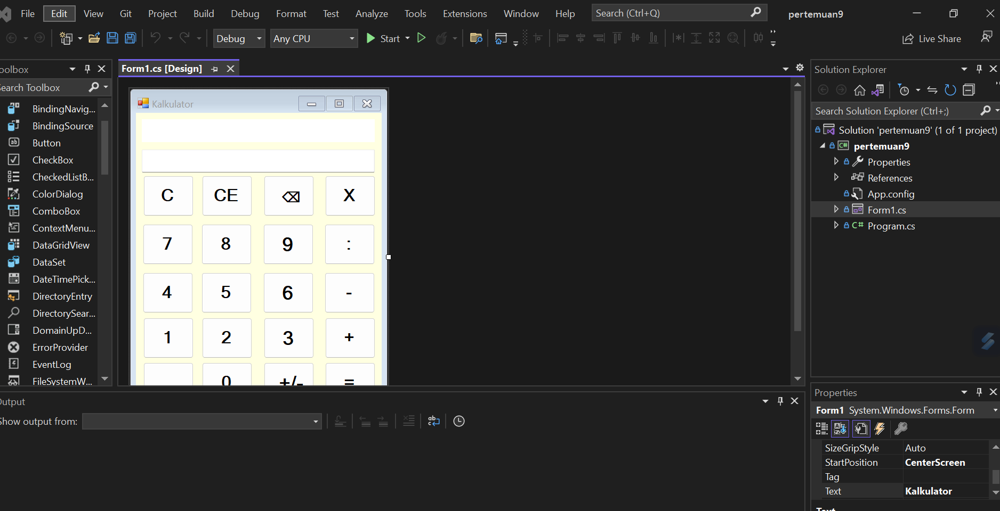 File Edit View Git Project Build Debug Format Test Analyze Tools Extensions Window Help Search (Ctrl+Q) pertemuan9
Debug Any CPU Start Live Share
oolbox
Search Toolbox
BindingNavig...
BindingSource
Button
CheckBox
CheckedListB...
ColorDialog
ComboBox
ContextMenu...
DataGridView
DataSet
DateTimePick...
DirectoryEntry
DirectorySear...
DomainUpD...
ErrorProvider
EventLog
FileSystemW...
Form1.cs [Design]
Kalkulator
C CE ⌫ X
7 8 9 :
4 5 6 -
1 2 3 +
0 +/- =
Output
Show output from:
Solution Explorer
Search Solution Explorer (Ctrl+;)
Solution 'pertemuan9' (1 of 1 project)
C# pertemuan9
Properties
References
App.config
Form1.cs
C# Program.cs
Properties
Form1 System.Windows.Forms.Form
SizeGripStyle Auto
StartPosition CenterScreen
Tag
Text Kalkulator
Text